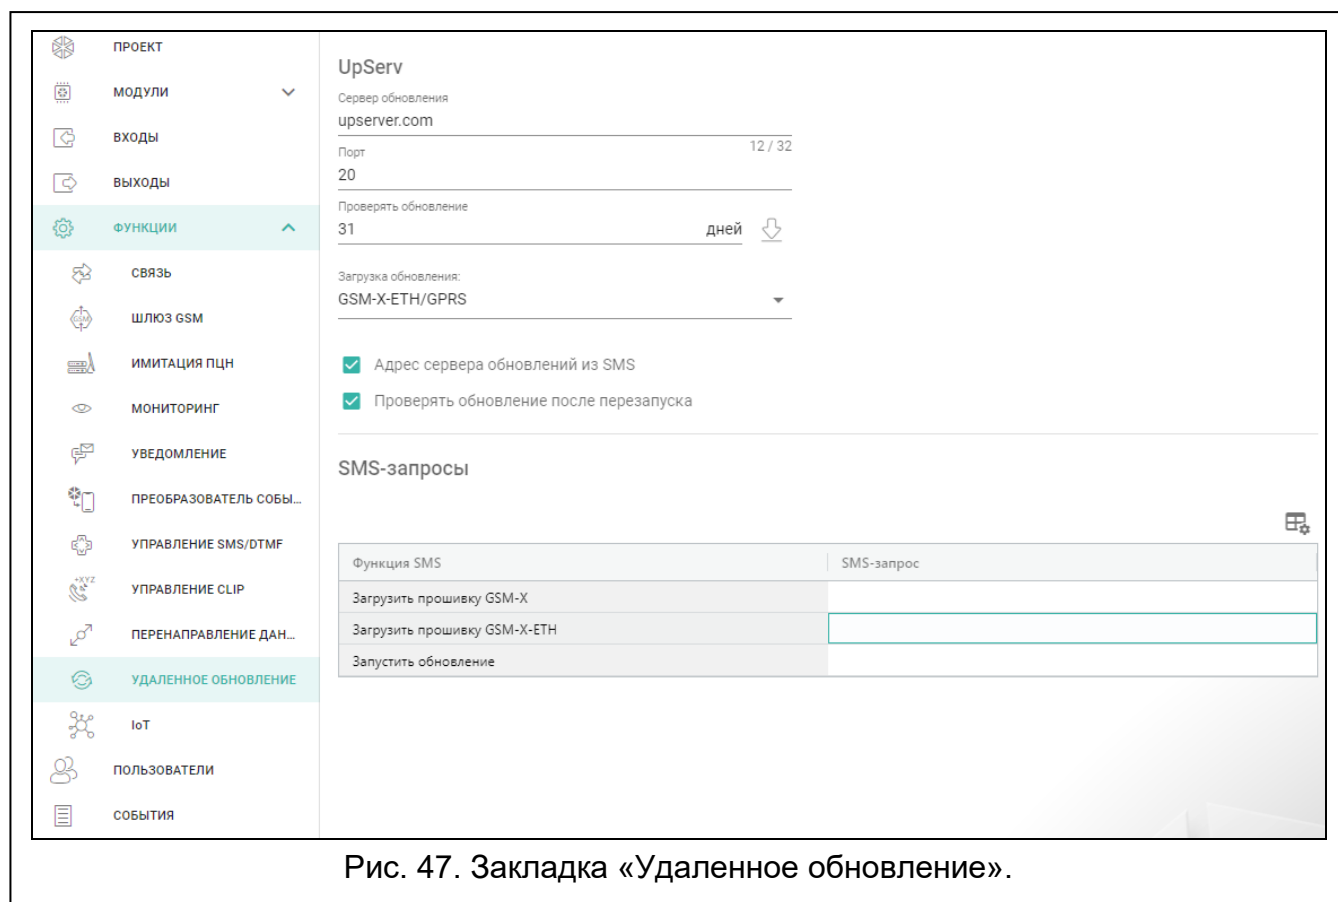 ПРОЕКТ
МОДУЛИ
ВХОДЫ
ВЫХОДЫ
ФУНКЦИИ
СВЯЗЬ
GSM
ШЛЮЗ GSM
ИМИТАЦИЯ ПЦН
МОНИТОРИНГ
УВЕДОМЛЕНИЕ
ПРЕОБРАЗОВАТЕЛЬ СОБЫ...
УПРАВЛЕНИЕ SMS/DTMF
+XYZ
УПРАВЛЕНИЕ CLIP
ПЕРЕНАПРАВЛЕНИЕ ДАН...
УДАЛЕННОЕ ОБНОВЛЕНИЕ
IoT
ПОЛЬЗОВАТЕЛИ
СОБЫТИЯ
UpServ
Сервер обновления
upserver.com
12 / 32
Порт
20
Проверять обновление
31 дней
Загрузка обновления:
GSM-X-ETH/GPRS
Адрес сервера обновлений из SMS
Проверять обновление после перезапуска
SMS-запросы
Функция SMS SMS-запрос
Загрузить прошивку GSM-X
Загрузить прошивку GSM-X-ETH
Запустить обновление
Рис. 47. Закладка «Удаленное обновление».